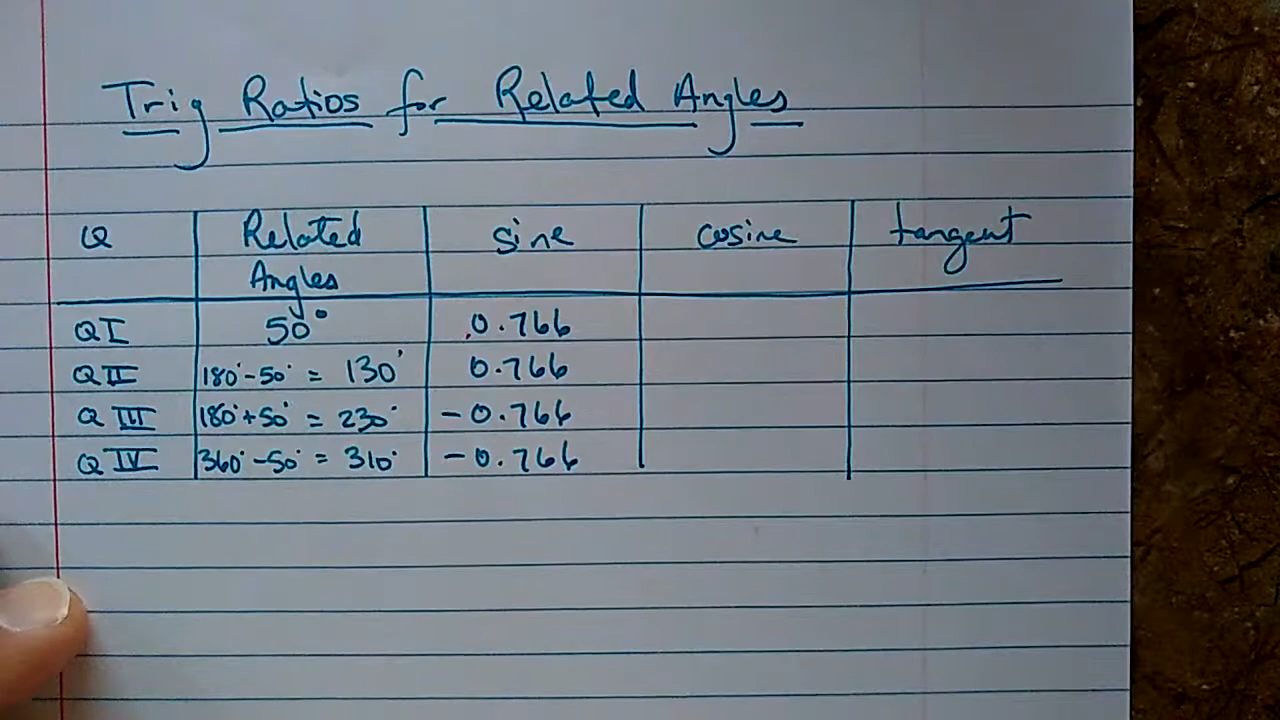 Trig Ratios for Related Angles
Q Related Angles sine cosine tangent
QI 50° 0.766
QII 180°-50° = 130° 0.766
QIII 180°+50° = 230° -0.766
QIV 360°-50° = 310° -0.766